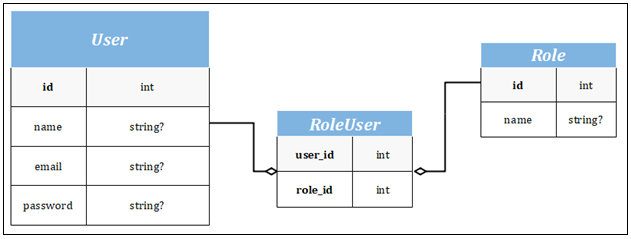 User
id int
name string?
email string?
password string?
RoleUser
user_id int
role_id int
Role
id int
name string?